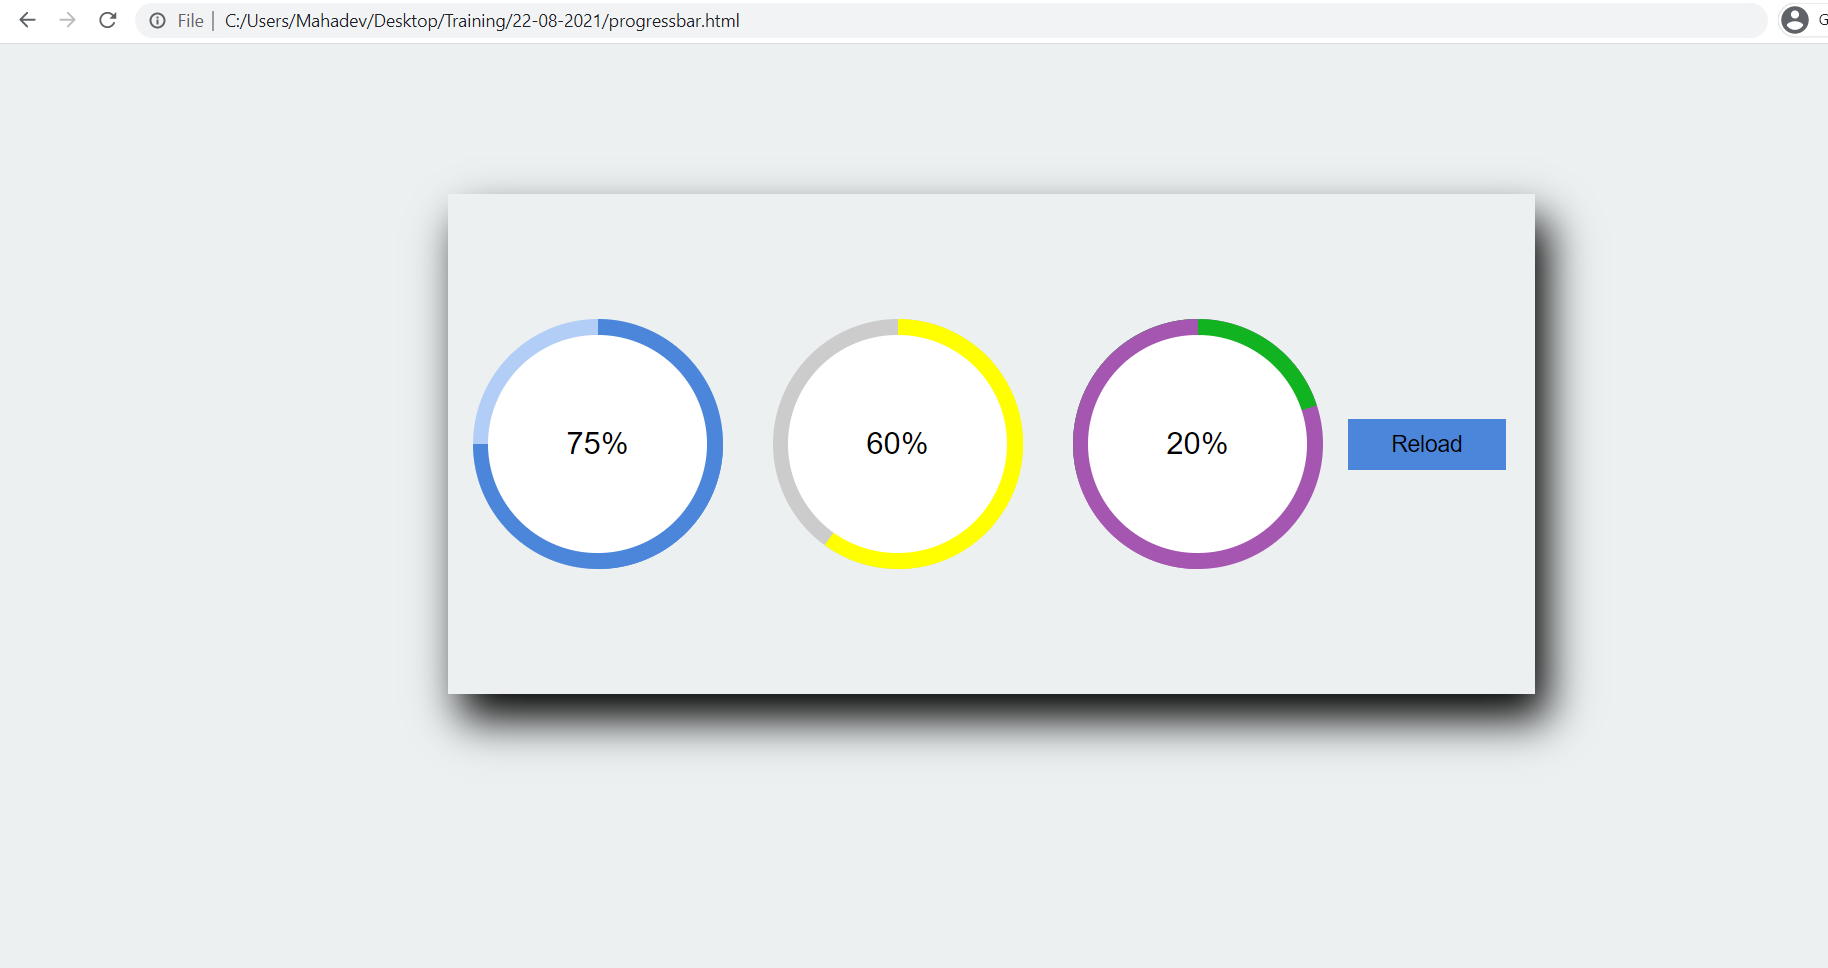 File | C:/Users/Mahadev/Desktop/Training/22-08-2021/progressbar.html
G
75%
60%
20%
Reload